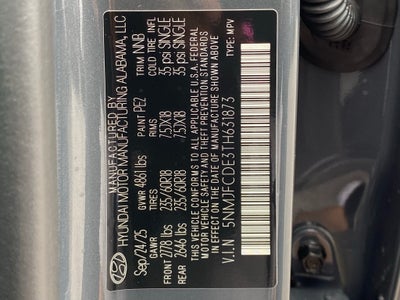 MANUFACTURED BY
HYUNDAI MOTOR MANUFACTURING ALABAMA, LLC
Sep/24/25 GVWR 4861 lbs PAINT PEZ TRIM NNB
GAWR TIRES RIMS COLD TIRE INF.
FRONT 2778 lbs 235/60R18 7.5JX18 35 psi SINGLE
REAR 2646 lbs 235/60R18 7.5JX18 35 psi SINGLE
THIS VEHICLE CONFORMS TO ALL APPLICABLE U.S.A. FEDERAL
MOTOR VEHICLE SAFETY, BUMPER, AND THEFT PREVENTION
STANDARDS IN EFFECT ON THE DATE OF MANUFACTURE SHOWN ABOVE.
V.I.N 5NMJFCDE3TH631873 TYPE: MPV